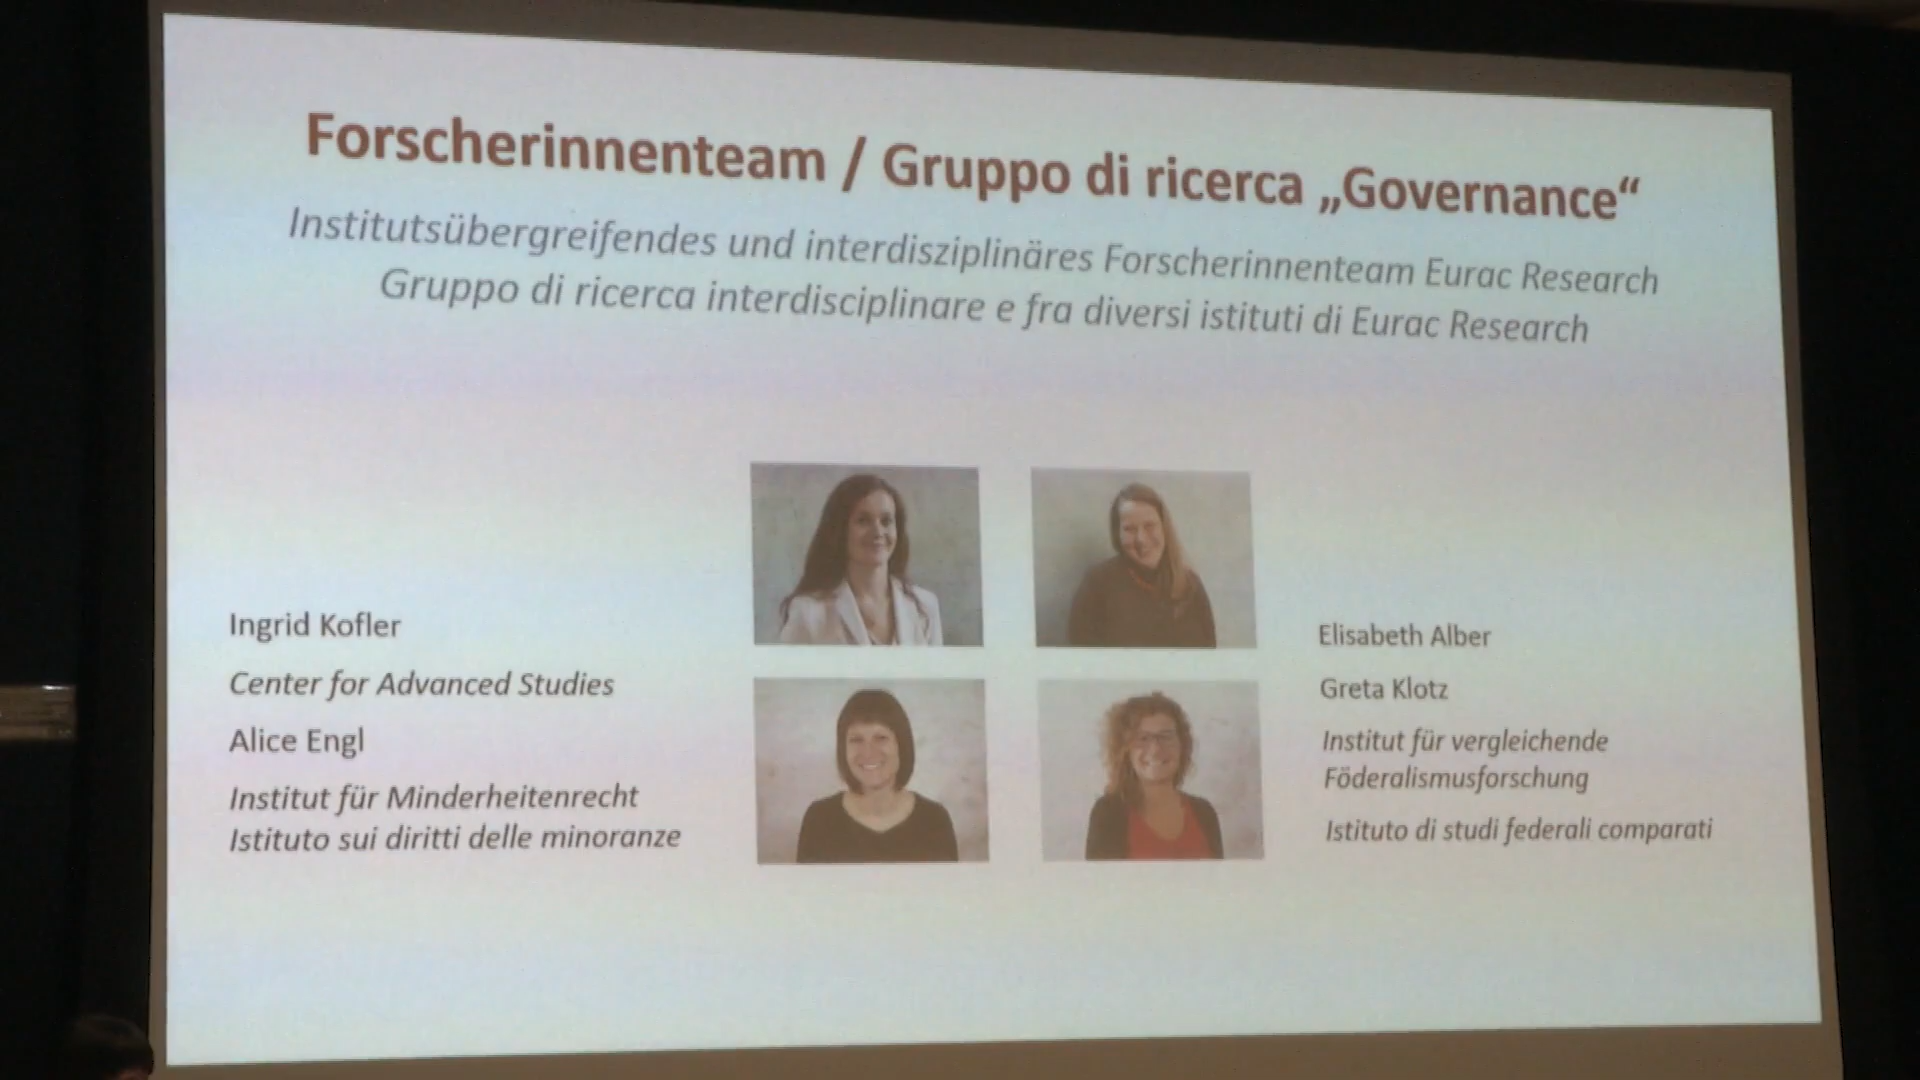 Forscherinnenteam / Gruppo di ricerca „Governance“
Institutsübergreifendes und interdisziplinäres Forscherinnenteam Eurac Research
Gruppo di ricerca interdisciplinare e fra diversi istituti di Eurac Research
Ingrid Kofler
Center for Advanced Studies
Alice Engl
Institut für Minderheitenrecht
Istituto sui diritti delle minoranze
Elisabeth Alber
Greta Klotz
Institut für vergleichende
Föderalismusforschung
Istituto di studi federali comparati